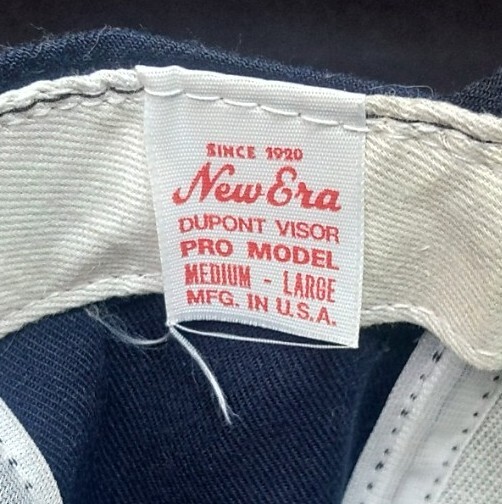 SINCE 1920
New Era
DUPONT VISOR
PRO MODEL
MEDIUM - LARGE
MFG. IN U.S.A.